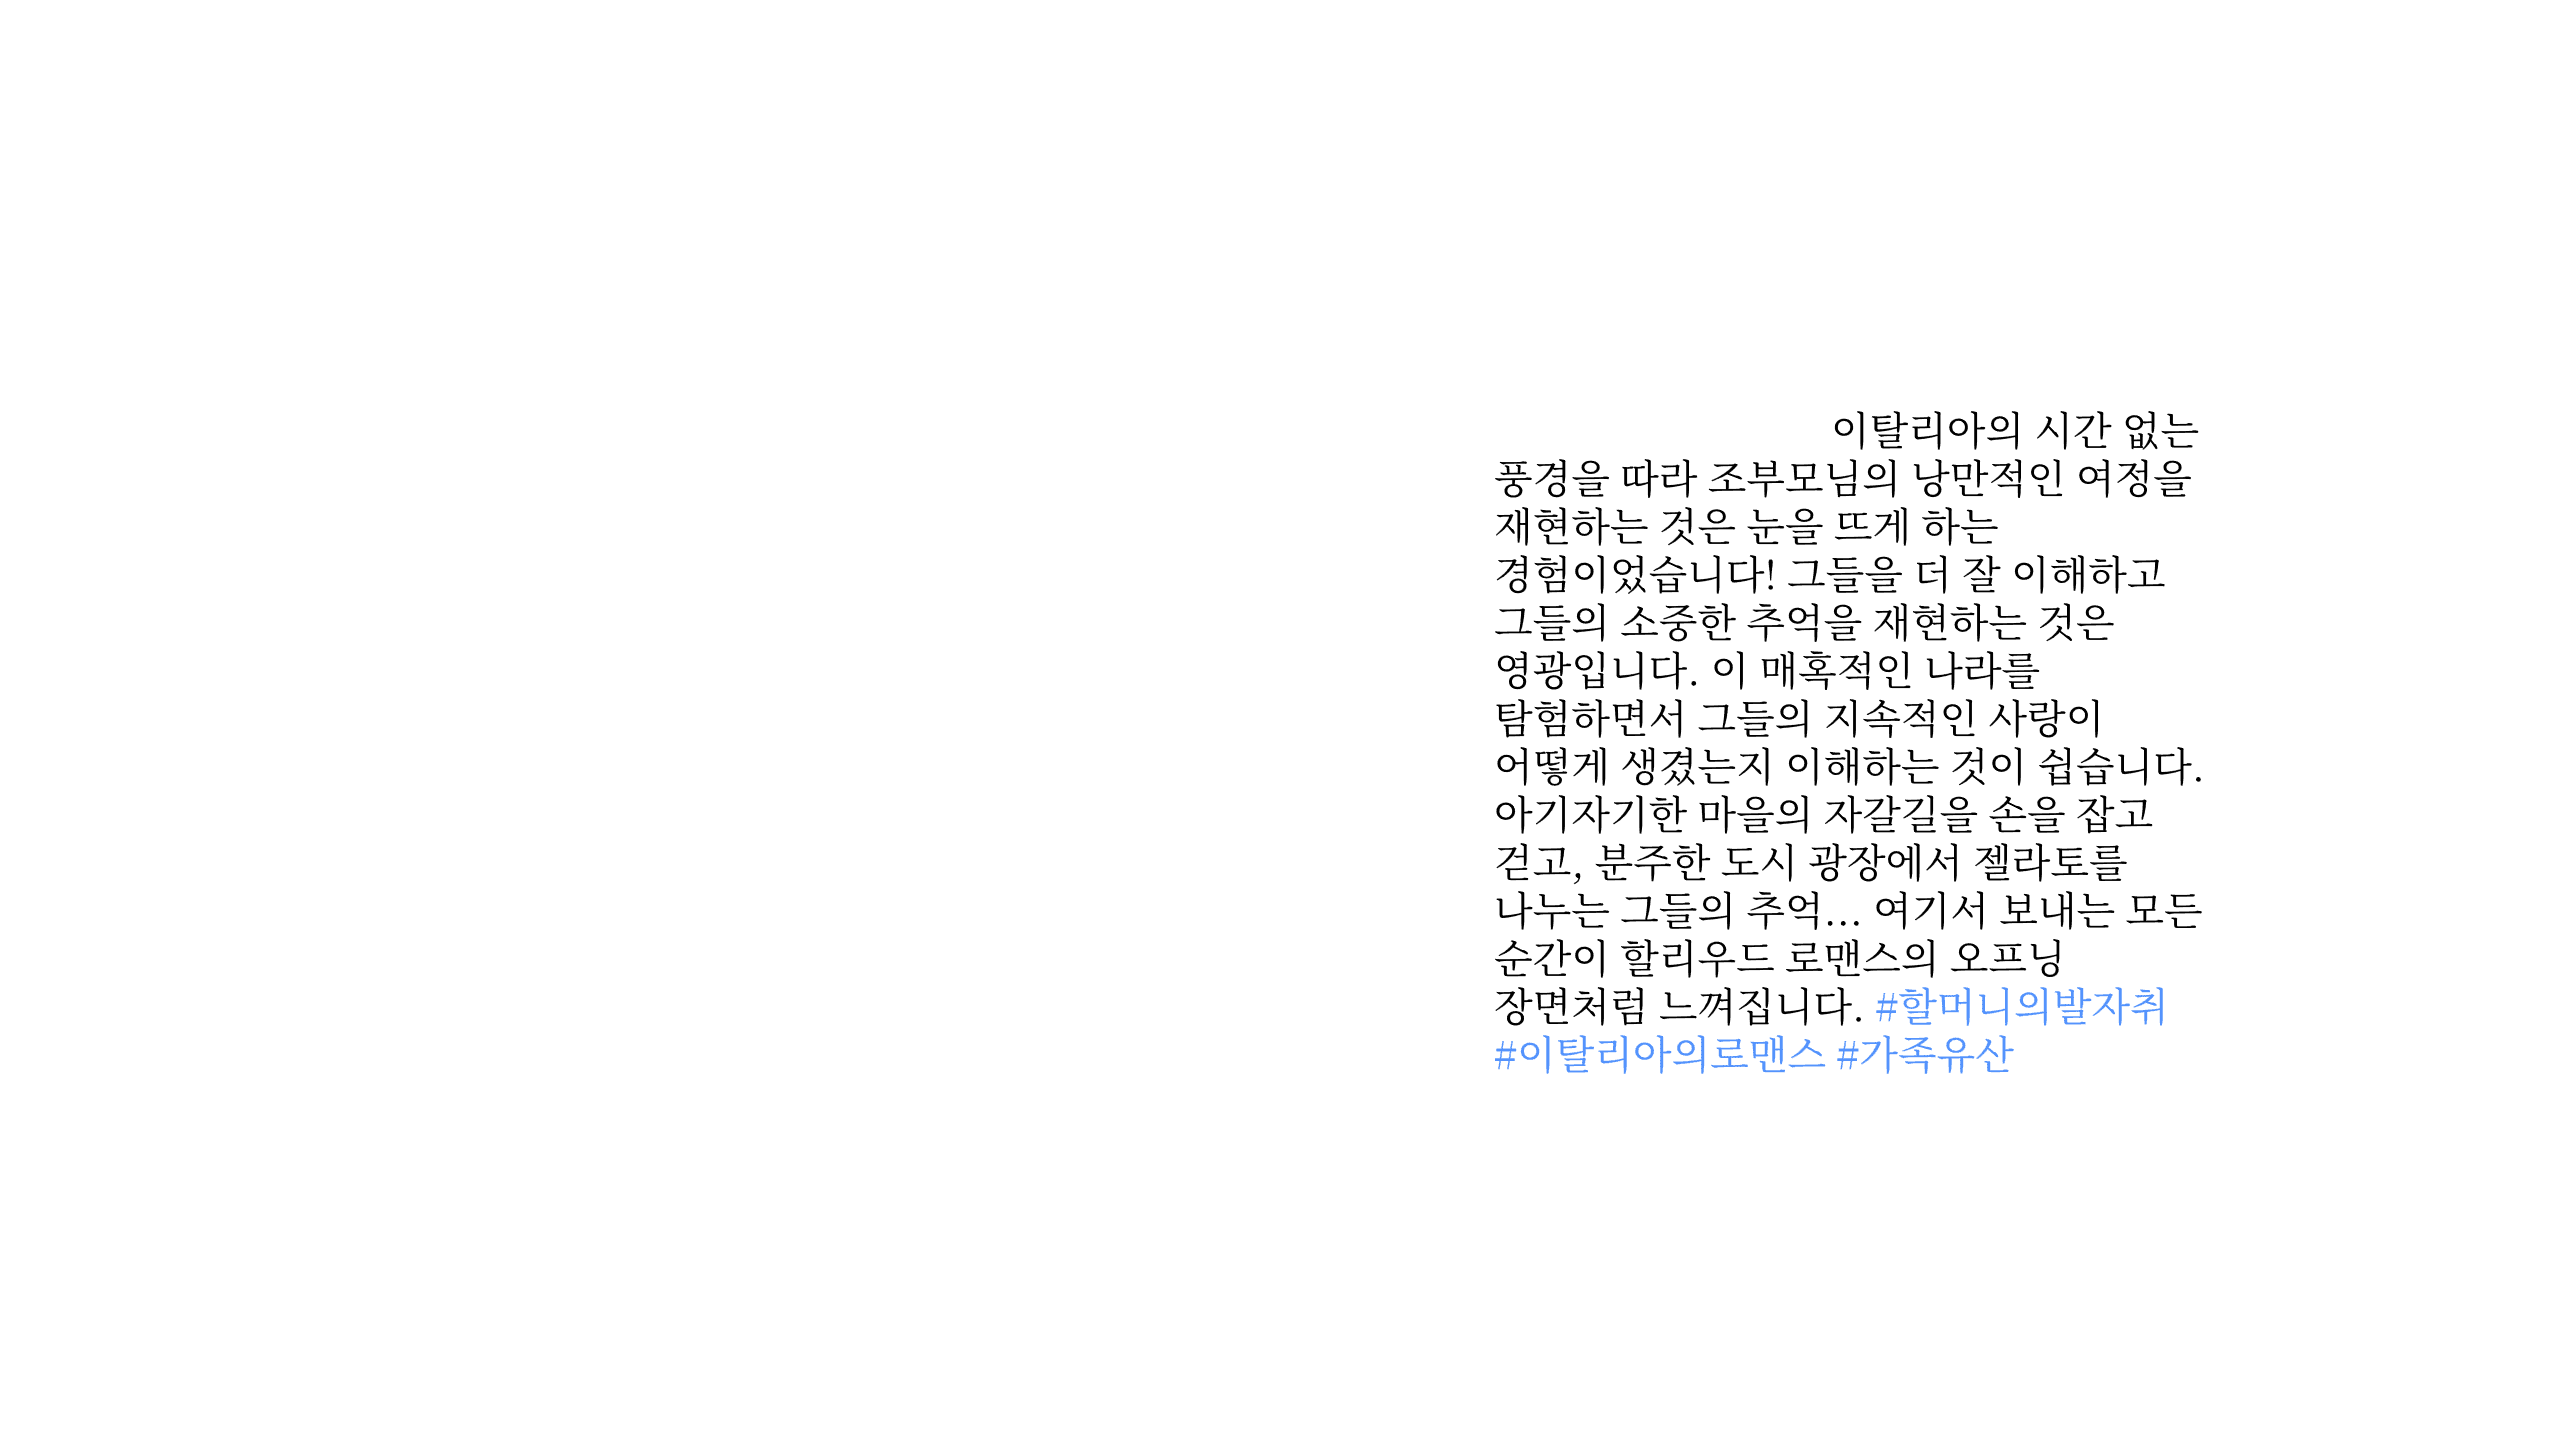 이탈리아의 시간 없는
풍경을 따라 조부모님의 낭만적인 여정을
재현하는 것은 눈을 뜨게 하는
경험이었습니다! 그들을 더 잘 이해하고
그들의 소중한 추억을 재현하는 것은
영광입니다. 이 매혹적인 나라를
탐험하면서 그들의 지속적인 사랑이
어떻게 생겼는지 이해하는 것이 쉽습니다.
아기자기한 마을의 자갈길을 손을 잡고
걷고, 분주한 도시 광장에서 젤라토를
나누는 그들의 추억... 여기서 보내는 모든
순간이 할리우드 로맨스의 오프닝
장면처럼 느껴집니다. #할머니의발자취
#이탈리아의로맨스 #가족유산